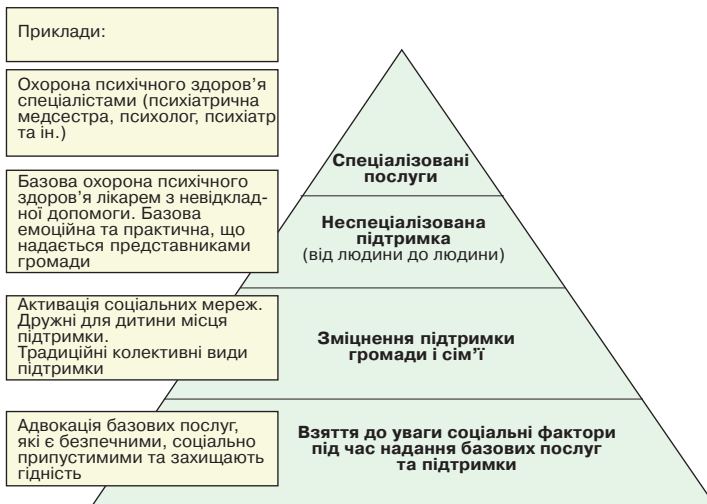 Приклади:
Охорона психічного здоров’я
спеціалістами (психіатрична
медсестра, психолог, психіатр
та ін.)
Спеціалізовані
послуги
Базова охорона психічного
здоров’я лікарем з невідклад-
ної допомоги. Базова
емоційна та практична, що
надається представниками
громади
Неспеціалізована
підтримка
(від людини до людини)
Активація соціальних мереж.
Дружні для дитини місця
підтримки.
Традиційні колективні види
підтримки
Зміцнення підтримки
громади і сім’ї
Адвокація базових послуг,
які є безпечними, соціально
припустимими та захищають
гідність
Взяття до уваги соціальні фактори
під час надання базових послуг
та підтримки